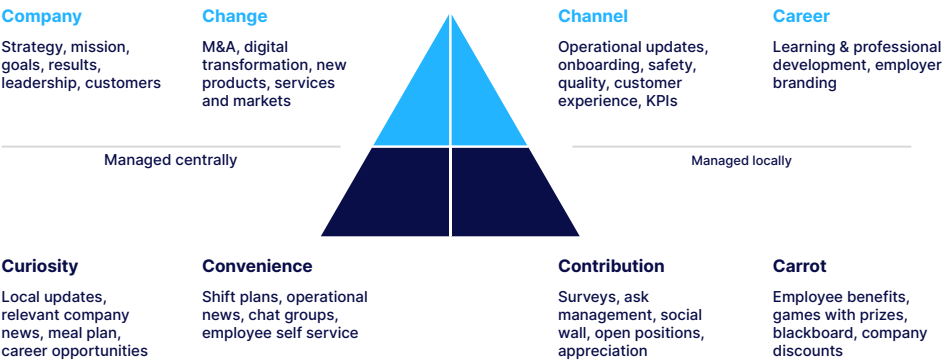 Company
Strategy, mission,
goals, results,
leadership, customers
Change
M&A, digital
transformation, new
products, services
and markets
Channel
Operational updates,
onboarding, safety,
quality, customer
experience, KPIs
Career
Learning & professional
development, employer
branding
Managed centrally
Managed locally
Curiosity
Local updates,
relevant company
news, meal plan,
career opportunities
Convenience
Shift plans, operational
news, chat groups,
employee self service
Contribution
Surveys, ask
management, social
wall, open positions,
appreciation
Carrot
Employee benefits,
games with prizes,
blackboard, company
discounts